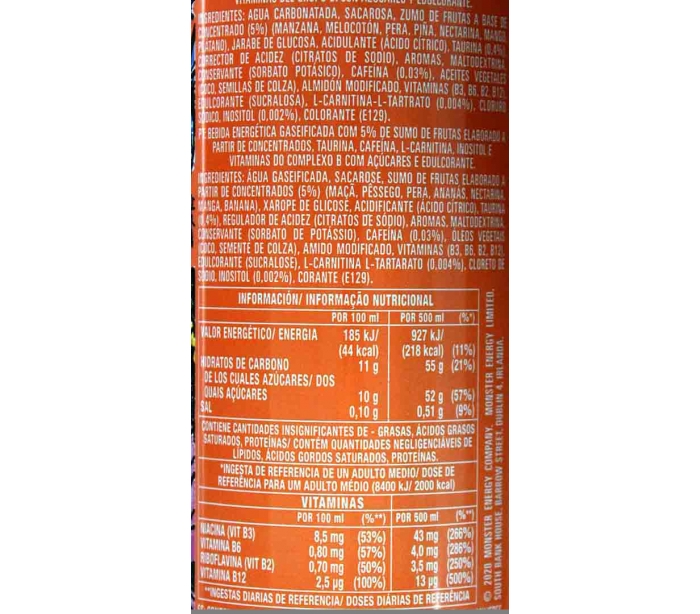 VITAMINAS DEL GRUPO B. CON AZÚCARES Y EDULCORANTE.
INGREDIENTES: AGUA CARBONATADA, SACAROSA, ZUMO DE FRUTAS A BASE DE
CONCENTRADO (5%) (MANZANA, MELOCOTÓN, PERA, PIÑA, NECTARINA, MANGO,
PLÁTANO), JARABE DE GLUCOSA, ACIDULANTE (ÁCIDO CÍTRICO), TAURINA (0,4%),
CORRECTOR DE ACIDEZ (CITRATOS DE SODIO), AROMAS, MALTODEXTRINA,
CONSERVANTE (SORBATO POTÁSICO), CAFEÍNA (0,03%), ACEITES VEGETALES
(COCO, SEMILLAS DE COLZA), ALMIDÓN MODIFICADO, VITAMINAS (B3, B6, B2, B12),
EDULCORANTE (SUCRALOSA), L-CARNITINA-L-TARTRATO (0.004%), CLORURO
SÓDICO, INOSITOL (0,002%), COLORANTE (E129).
PT BEBIDA ENERGÉTICA GASEIFICADA COM 5% DE SUMO DE FRUTAS ELABORADO A
PARTIR DE CONCENTRADOS, TAURINA, CAFEÍNA, L-CARNITINA, INOSITOL E
VITAMINAS DO COMPLEXO B COM AÇÚCARES E EDULCORANTE.
INGREDIENTES: ÁGUA GASEIFICADA, SACAROSE, SUMO DE FRUTAS ELABORADO A
PARTIR DE CONCENTRADOS (5%) (MAÇÃ, PÊSSEGO, PERA, ANANÁS, NECTARINA,
MANGA, BANANA), XAROPE DE GLICOSE, ACIDIFICANTE (ÁCIDO CÍTRICO), TAURINA
(0,4%), REGULADOR DE ACIDEZ (CITRATOS DE SÓDIO), AROMAS, MALTODEXTRINA,
CONSERVANTE (SORBATO DE POTÁSSIO), CAFEÍNA (0.03%), ÓLEOS VEGETAIS
(COCO, SEMENTE DE COLZA), AMIDO MODIFICADO, VITAMINAS (B3, B6, B2, B12),
EDULCORANTE (SUCRALOSE), L-CARNITINA L-TARTARATO (0,004%), CLORETO DE
SÓDIO, INOSITOL (0,002%), CORANTE (E129).
INFORMACIÓN/ INFORMAÇÃO NUTRICIONAL
POR 100 ml POR 500 ml (%*)
VALOR ENERGÉTICO/ ENERGIA 185 kJ/ 927 kJ/
(44 kcal) (218 kcal) (11%)
HIDRATOS DE CARBONO 11 g 55 g (21%)
DE LOS CUALES AZÚCARES/ DOS
QUAIS AÇÚCARES 10 g 52 g (57%)
SAL 0,10 g 0,51 g (9%)
CONTIENE CANTIDADES INSIGNIFICANTES DE - GRASAS, ÁCIDOS GRASOS
SATURADOS, PROTEÍNAS/ CONTÉM QUANTIDADES NEGLIGENCIÁVEIS DE
LÍPIDOS, ÁCIDOS GORDOS SATURADOS, PROTEÍNAS.
*INGESTA DE REFERENCIA DE UN ADULTO MEDIO/ DOSE DE
REFERÊNCIA PARA UM ADULTO MÉDIO (8400 kJ/ 2000 kcal)
VITAMINAS
POR 100 ml (%**) POR 500 ml (%**)
NIACINA (VIT B3) 8,5 mg (53%) 43 mg (266%)
VITAMINA B6 0,80 mg (57%) 4,0 mg (286%)
RIBOFLAVINA (VIT B2) 0,70 mg (50%) 3,5 mg (250%)
VITAMINA B12 2,5 µg (100%) 13 µg (500%)
**INGESTAS DIARIAS DE REFERENCIA/ DOSES DIÁRIAS DE REFERÊNCIA
© 2020 MONSTER ENERGY COMPANY. MONSTER ENERGY LIMITED,
SOUTH BANK HOUSE, BARROW STREET, DUBLIN 4, IRLANDA.